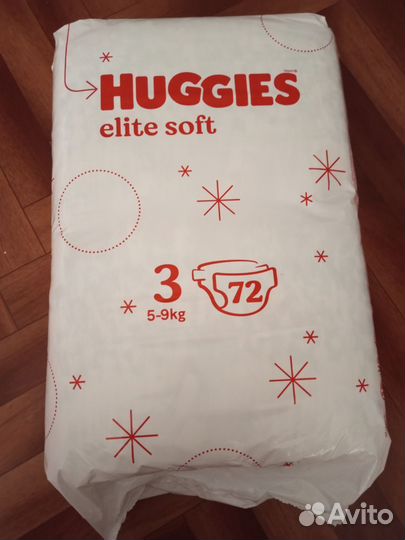 HUGGIES
elite soft
3
72
5-9kg
Avito